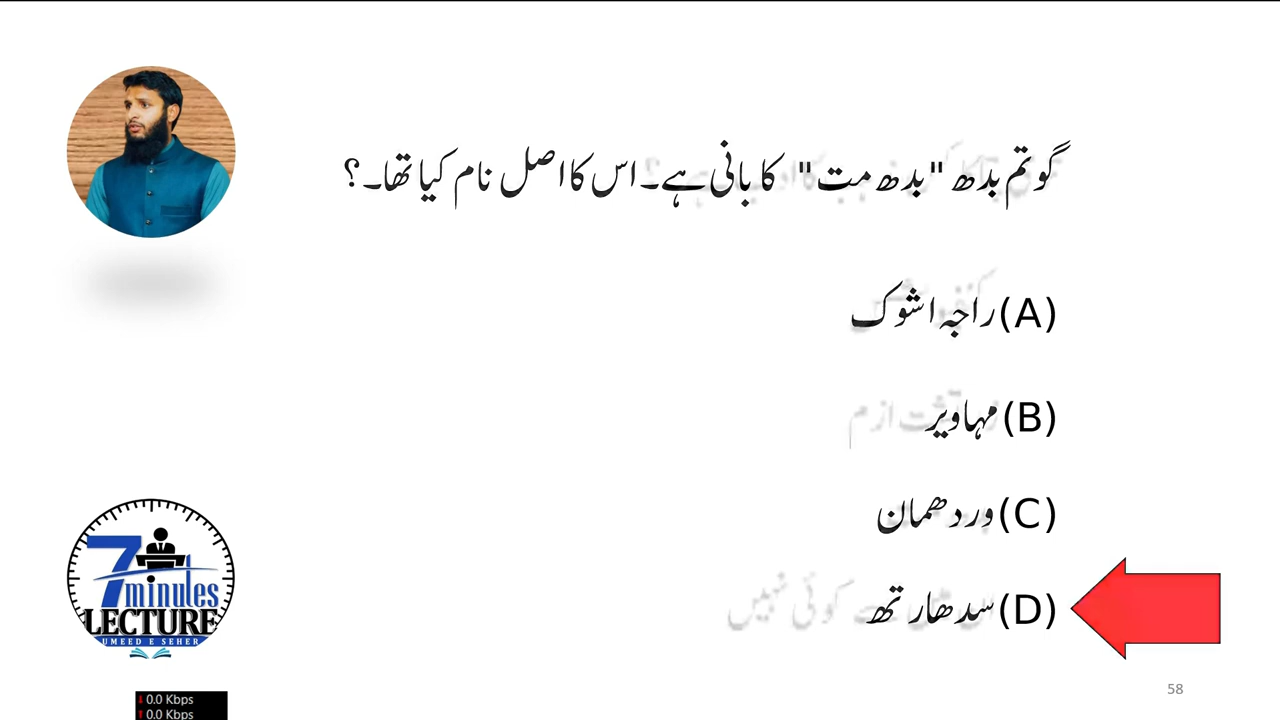 گوتم بدھ "بدھ مت" کا بانی ہے۔ اس کا اصل نام کیا تھا۔؟
(A) راجہ اشوک
(B) مہاویر
(C) وردھمان
(D) سدھارتھ
7
minutes
LECTURE
UMEED E SEHER
58
0.0 Kbps
0.0 Kbps